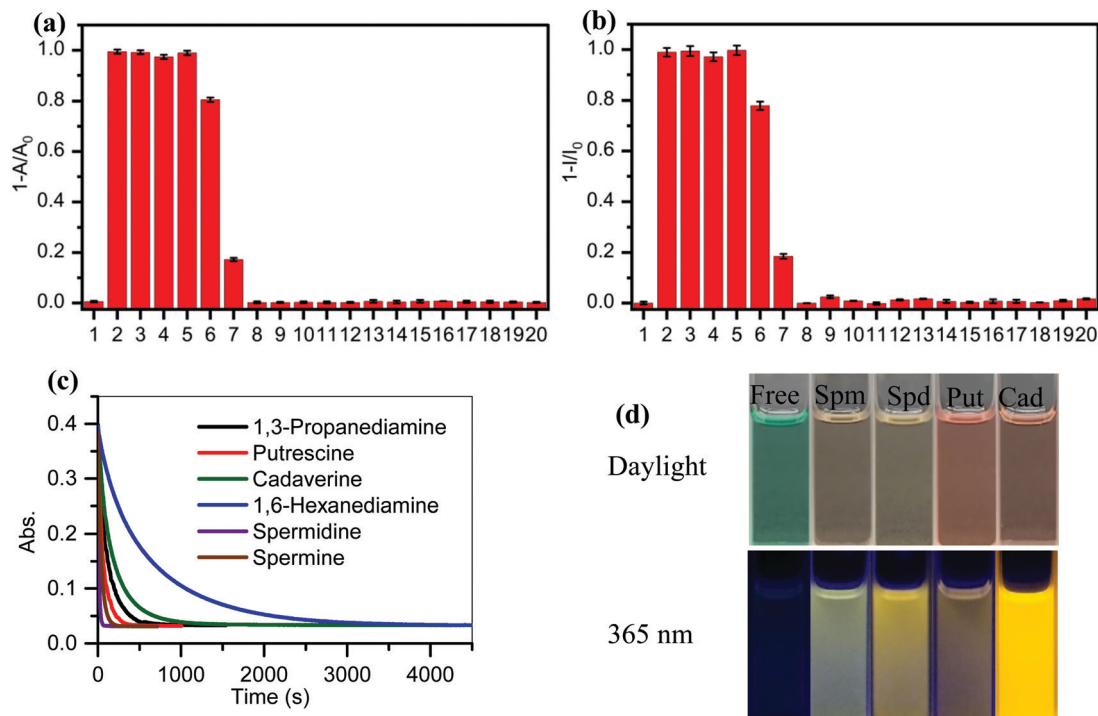 (a)
1-A/A0
1.0
0.8
0.6
0.4
0.2
0.0
1 2 3 4 5 6 7 8 9 10 11 12 13 14 15 16 17 18 19 20
(b)
1-I/I0
1.0
0.8
0.6
0.4
0.2
0.0
1 2 3 4 5 6 7 8 9 10 11 12 13 14 15 16 17 18 19 20
(c)
Abs.
0.4
0.3
0.2
0.1
0.0
1,3-Propanediamine
Putrescine
Cadaverine
1,6-Hexanediamine
Spermidine
Spermine
0 1000 2000 3000 4000
Time (s)
(d)
Free Spm Spd Put Cad
Daylight
365 nm